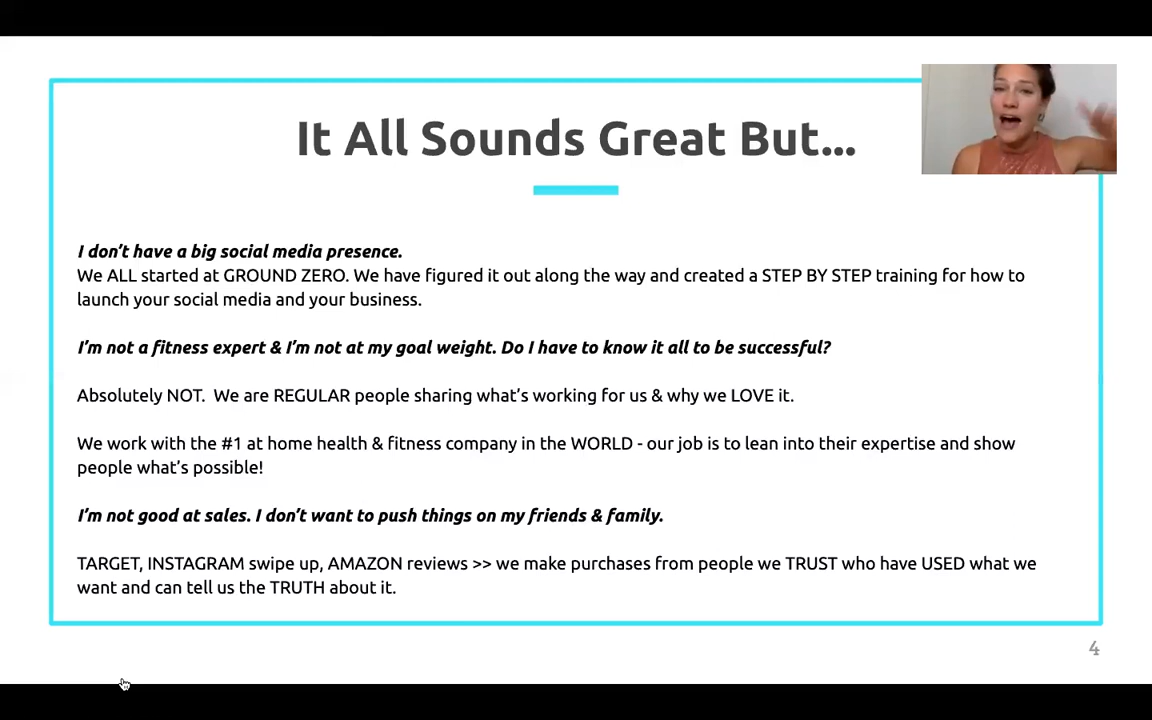 It All Sounds Great But...
I don't have a big social media presence.
We ALL started at GROUND ZERO. We have figured it out along the way and created a STEP BY STEP training for how to
launch your social media and your business.
I'm not a fitness expert & I'm not at my goal weight. Do I have to know it all to be successful?
Absolutely NOT.  We are REGULAR people sharing what's working for us & why we LOVE it.
We work with the #1 at home health & fitness company in the WORLD - our job is to lean into their expertise and show
people what's possible!
I'm not good at sales. I don't want to push things on my friends & family.
TARGET, INSTAGRAM swipe up, AMAZON reviews >> we make purchases from people we TRUST who have USED what we
want and can tell us the TRUTH about it.
4